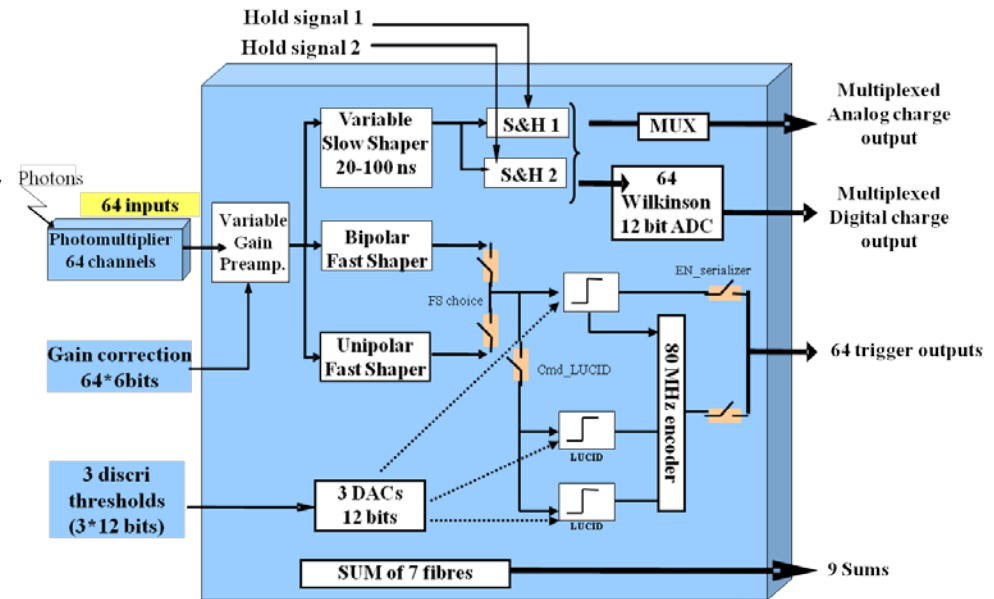 Hold signal 1
Hold signal 2
Photons
64 inputs
Photomultiplier
64 channels
Variable
Gain
Preamp.
Gain correction
64*6bits
3 discri
thresholds
(3*12 bits)
Variable
Slow Shaper
20-100 ns
S&H 1
S&H 2
MUX
64
Wilkinson
12 bit ADC
Multiplexed
Analog charge
output
Multiplexed
Digital charge
output
Bipolar
Fast Shaper
FS choice
Unipolar
Fast Shaper
Cmd_LUCID
EN_serializer
80 MHz encoder
64 trigger outputs
LUCID
LUCID
3 DACs
12 bits
SUM of 7 fibres
9 Sums